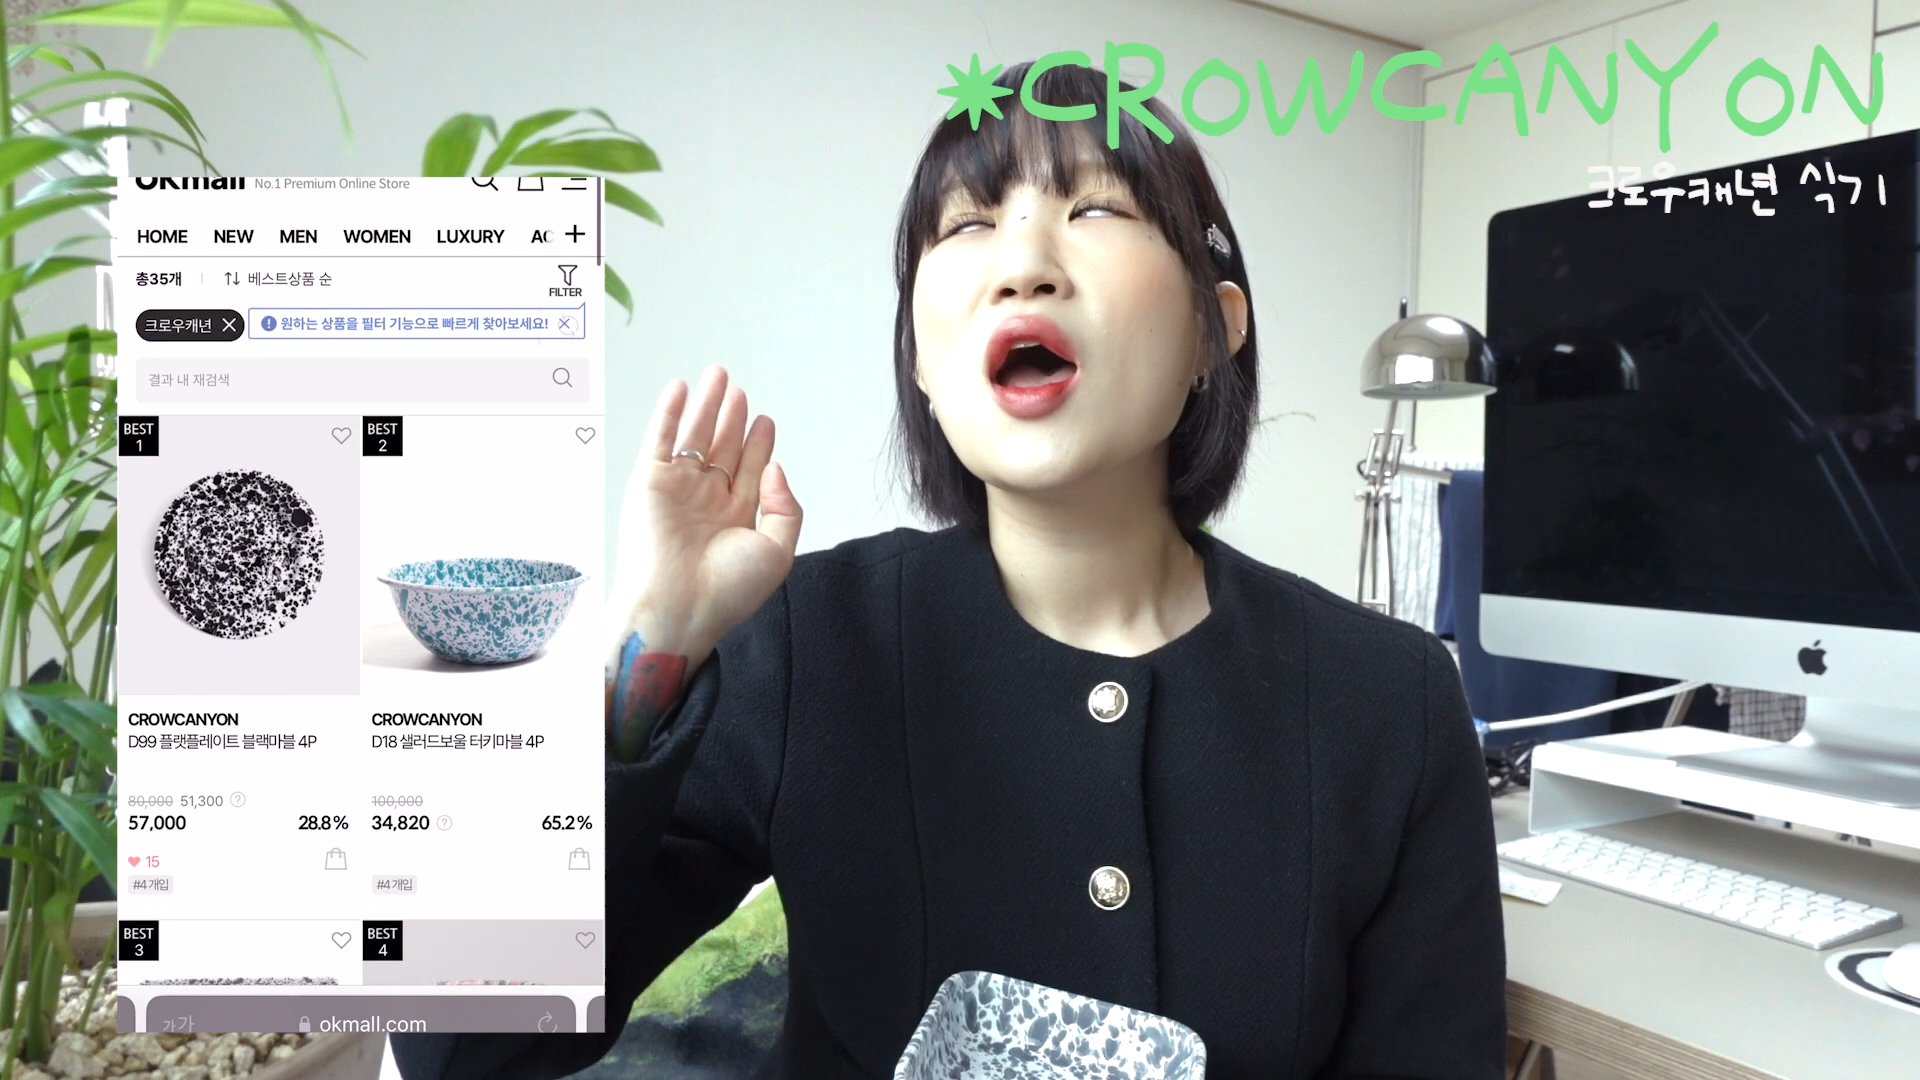 *CROWCANYON
크로우캐년 식기
OKmall No.1 Premium Online Store
HOME NEW MEN WOMEN LUXURY
총35개 베스트상품 순
FILTER
크로우캐년 원하는 상품을 필터 기능으로 빠르게 찾아보세요!
결과 내 재검색
BEST
1
BEST
2
CROWCANYON
D99 플랫플레이트 블랙마블 4P
80,000 51,300
57,000 28.8%
15
#4개입
CROWCANYON
D18 샐러드보울 터키마블 4P
100,000
34,820 65.2%
#4개입
BEST
3
BEST
4
가가 okmall.com